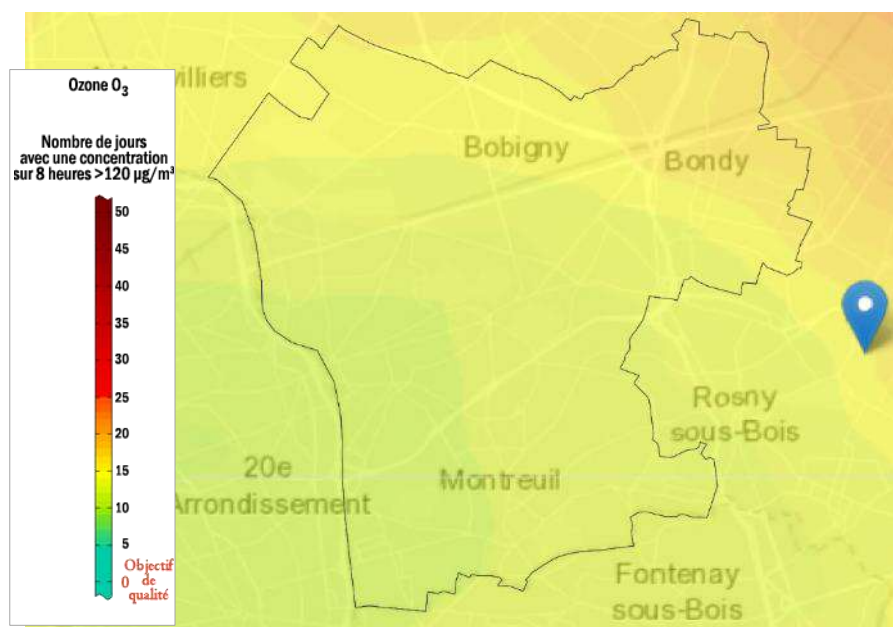 villiers
Ozone O3
Nombre de jours
avec une concentration
sur 8 heures >120 µg/m³
50
45
40
35
30
25
20
15
10
5
0
Objectif
de
qualité
Bobigny
Bondy
Rosny
sous-Bois
20e
Arrondissement
Montreuil
Fontenay
sous-Bois